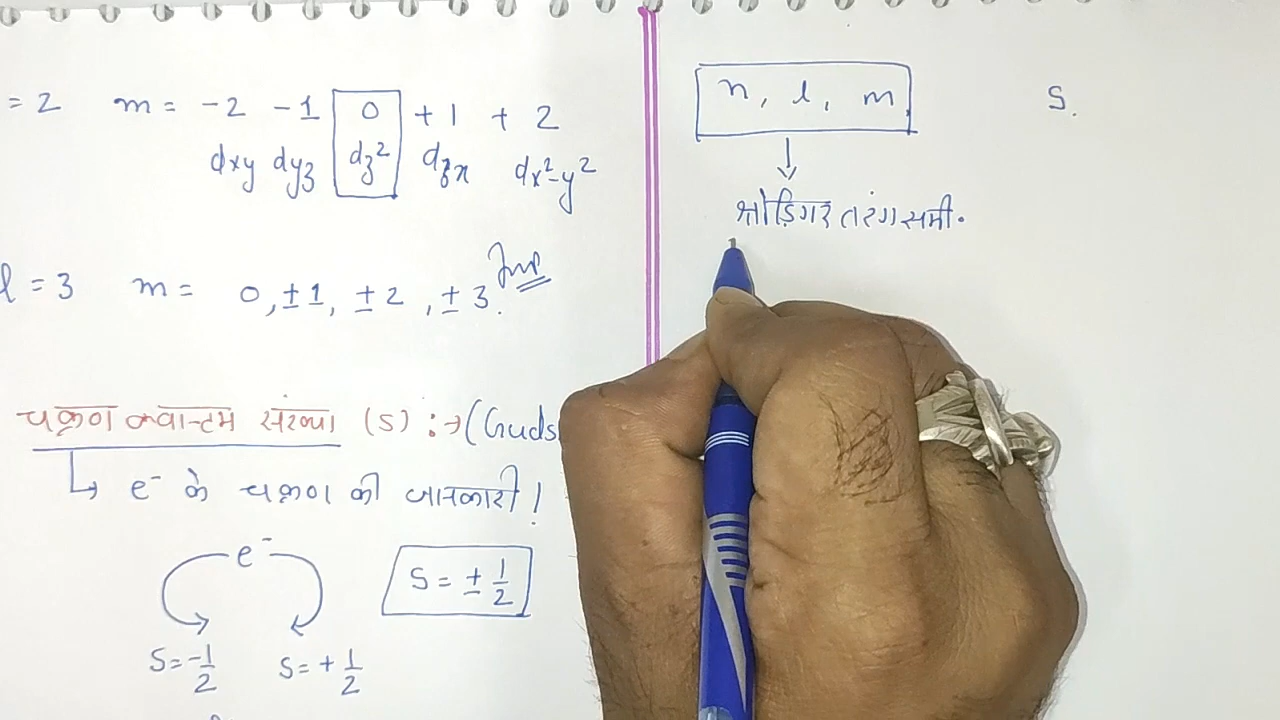 = 2 m = -2 -1 0 +1 +2
dxy dyz dz² dzx dx²-y²
l = 3 m = 0, ±1, ±2, ±3. Imp
चक्रण क्वान्टम संख्या (s) :→ (Guds
↳ e⁻ के चक्रण की जानकारी !
e⁻
S = ± 1/2
S = -1/2 S = +1/2
n, l, m. S.
↓
श्रोडिंगर तरंग समी.